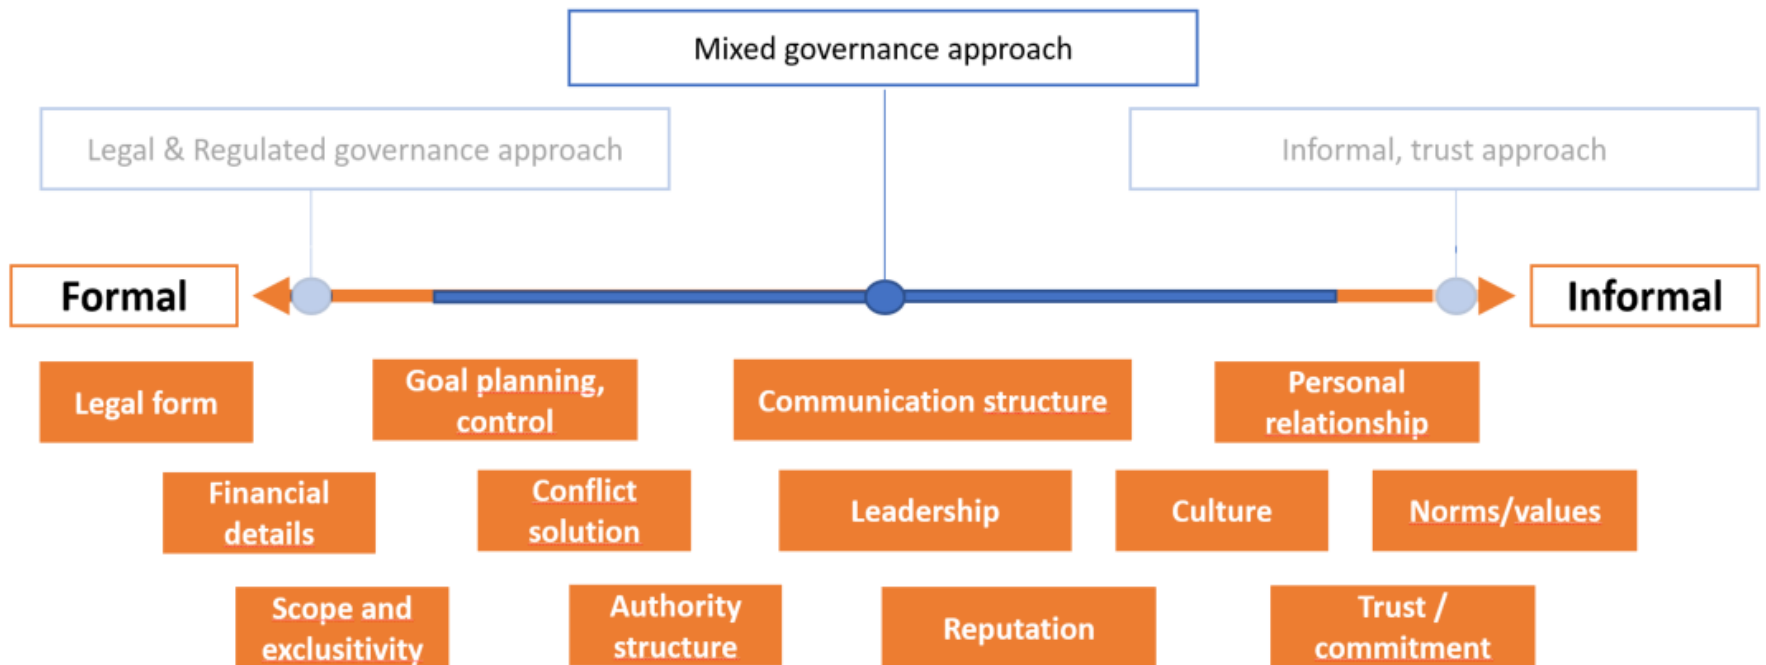 Mixed governance approach
Legal & Regulated governance approach
Informal, trust approach
Formal
Informal
Legal form
Goal planning,
control
Communication structure
Personal
relationship
Financial
details
Conflict
solution
Leadership
Culture
Norms/values
Scope and
exclusitivity
Authority
structure
Reputation
Trust /
commitment